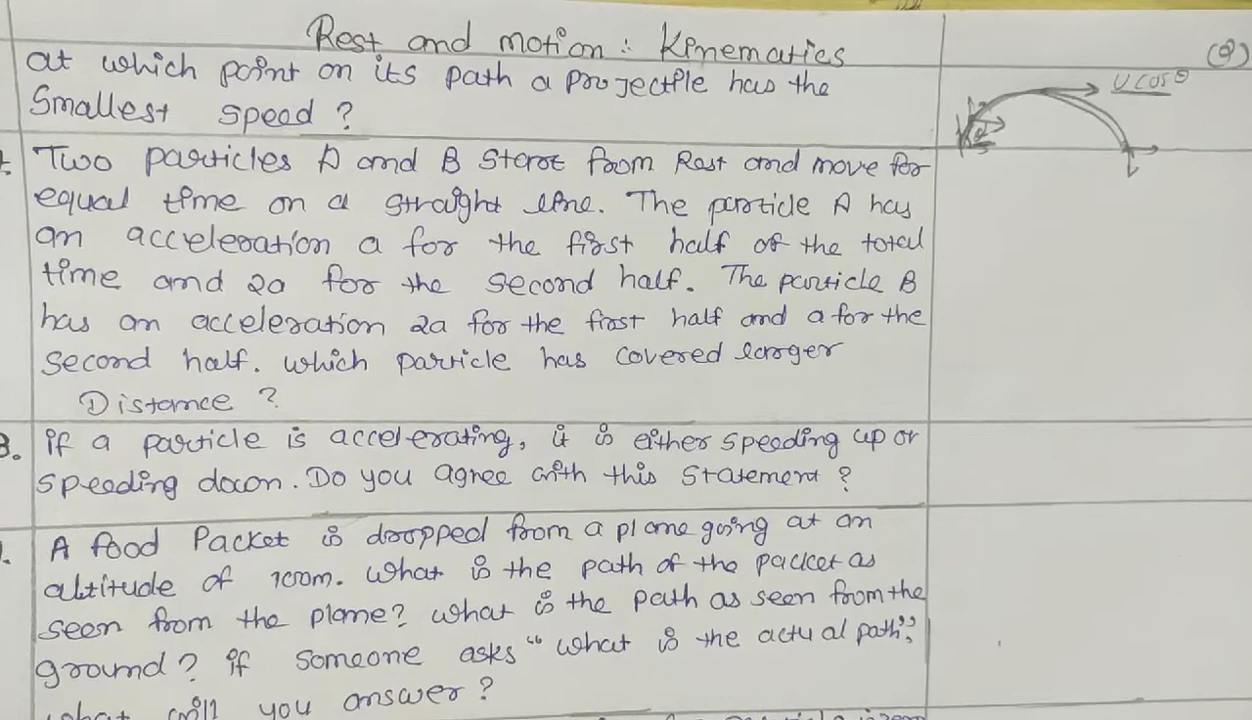 Rest and motion : Kinematics
(9)
at which point on its path a projectile has the
Smallest speed ?
U cos θ
Two particles A and B Start from Rest and move for
equal time on a straight line. The particle A has
an acceleration a for the first half of the total
time and 2a for the second half. The particle B
has an acceleration 2a for the first half and a for the
second half. which particle has covered larger
Distance ?
3. if a particle is accelerating, it is either speeding up or
speeding down. Do you agree with this Statement ?
A food Packet is dropped from a plane going at an
altitude of 100m. What is the path of the packet as
seen from the plane? what is the path as seen from the
ground ? if someone asks "what is the actual path",
what will you answer ?